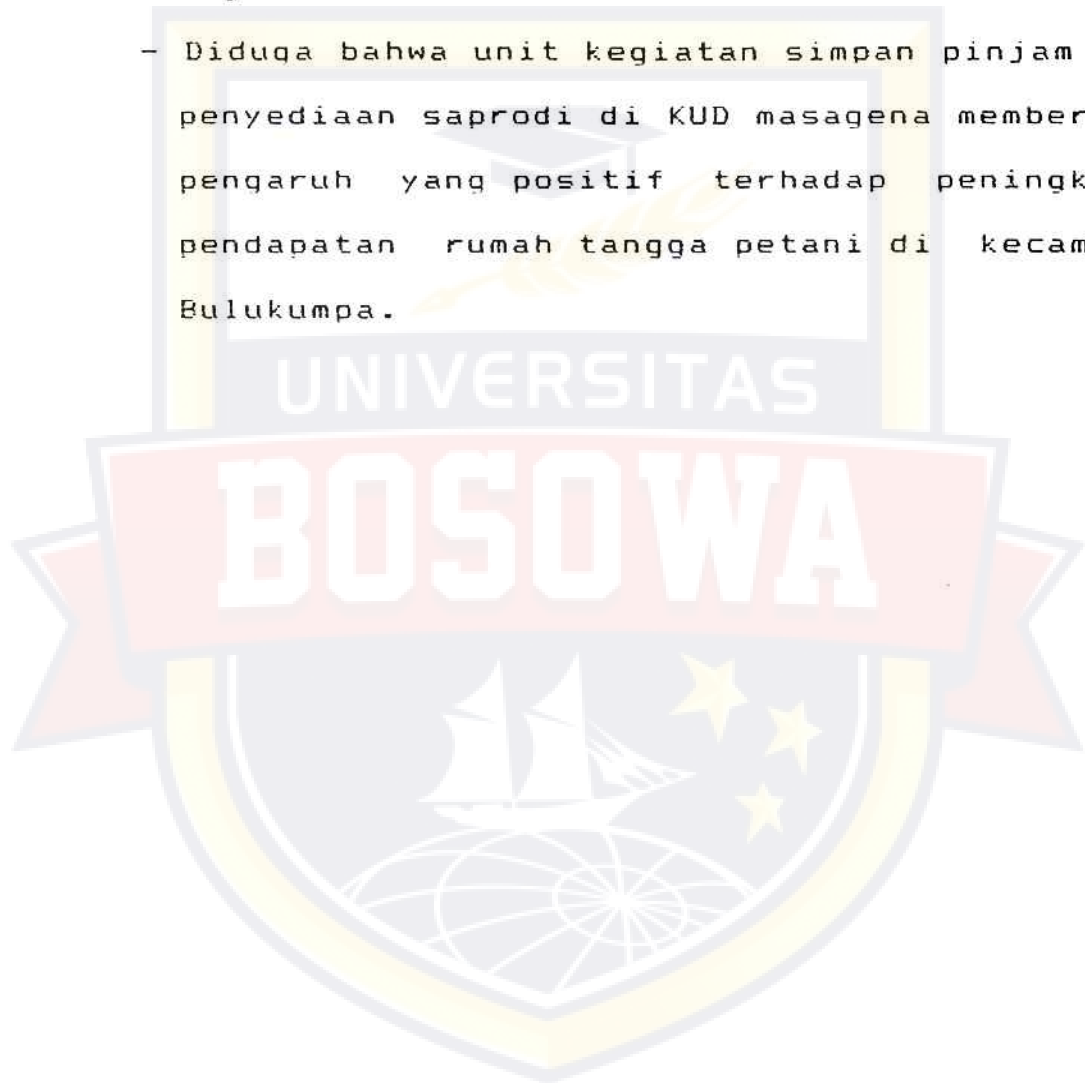 - Diduga bahwa unit kegiatan simpan pinjam
penyediaan saprodi di KUD masagena member
pengaruh yang positif terhadap peningk
pendapatan rumah tangga petani di kecam
Bulukumpa.
UNIVERSITAS
BOSOWA